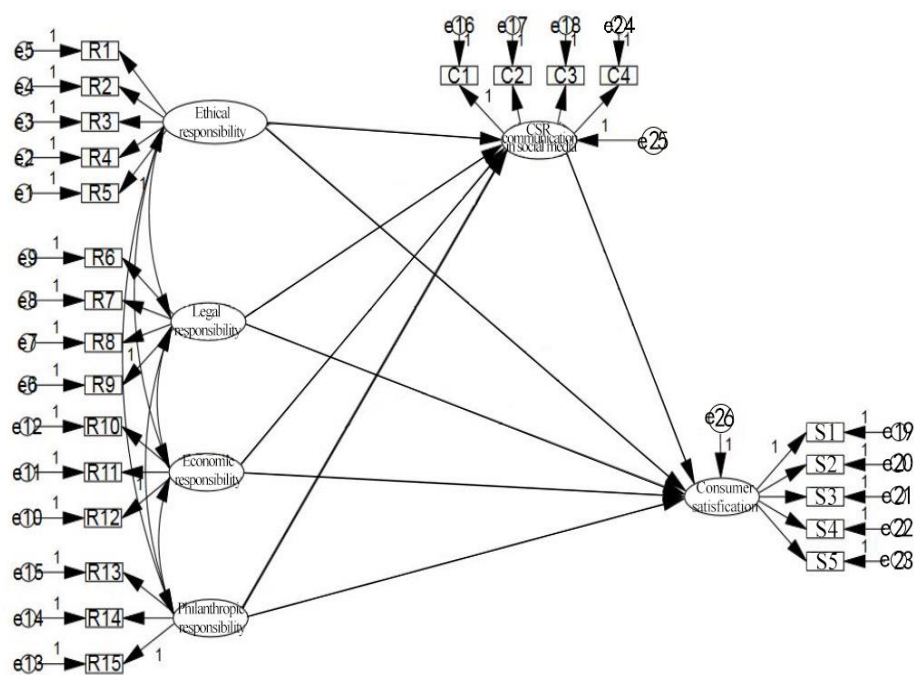 e5 1 R1
e4 1 R2
e3 1 R3
e2 1 R4
e1 1 R5
1
Ethical
responsibility
e16 e17 e18 e24
1 1 1 1
C1 C2 C3 C4
1
CSR
communication
in social media
1 e25
e9 1 R6
e8 1 R7
e7 1 R8
e6 1 R9
1
Legal
responsibility
e12 1 R10
e11 1 R11
e10 1 R12
1
Economic
responsibility
e26
1
Consumer
satisfication
1
S1 1 e19
S2 1 e20
S3 1 e21
S4 1 e22
S5 1 e23
e15 1 R13
e14 1 R14
e13 1 R15
1
Philanthropic
responsibility